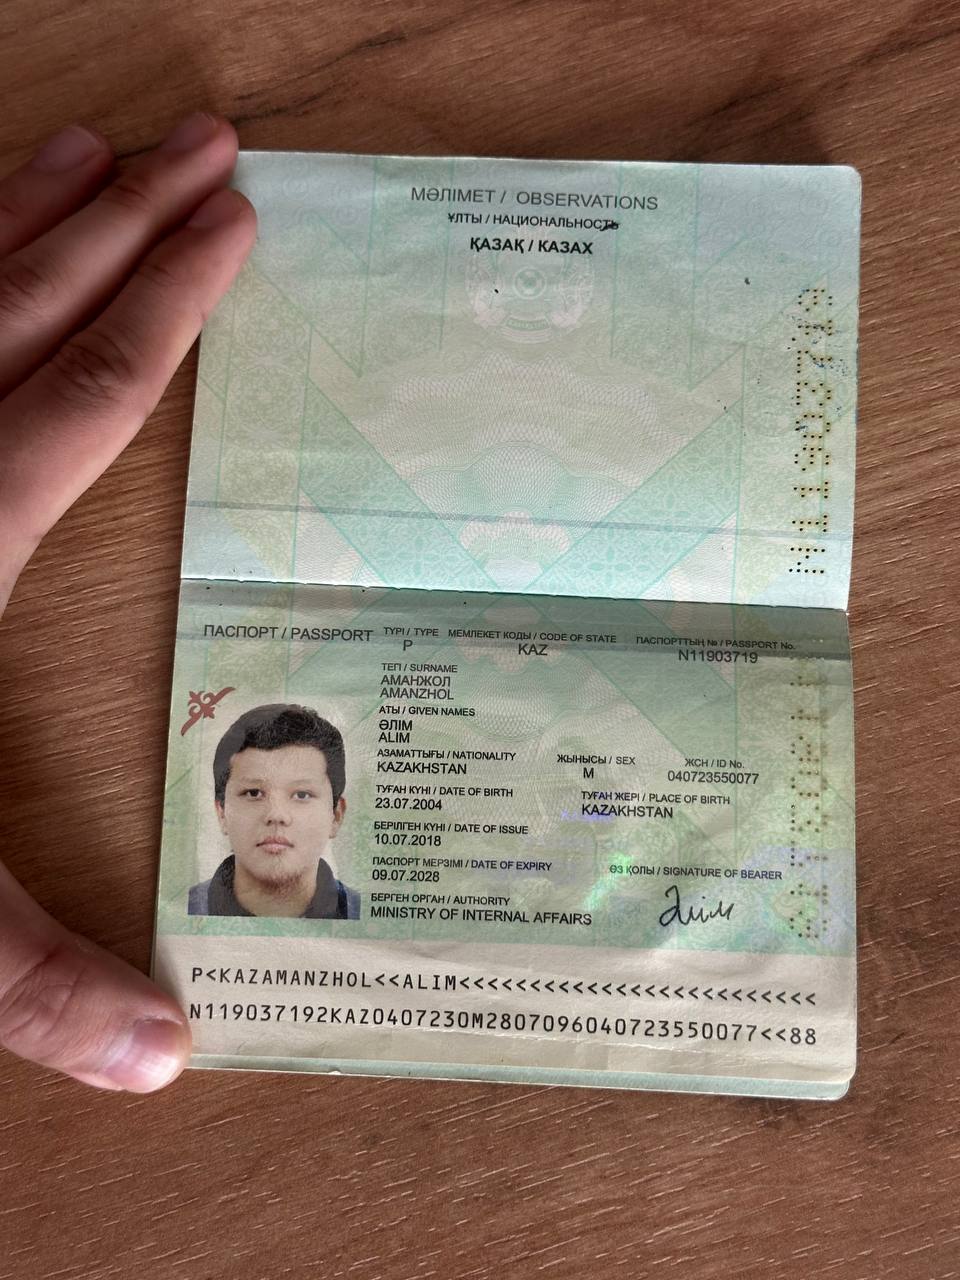 МӘЛІМЕТ / OBSERVATIONS
ҰЛТЫ / НАЦИОНАЛЬНОСТЬ
ҚАЗАҚ / КАЗАХ
N11903719
ПАСПОРТ / PASSPORT
ТҮРІ / TYPE
P
МЕМЛЕКЕТ КОДЫ / CODE OF STATE
KAZ
ПАСПОРТТЫҢ № / PASSPORT No.
N11903719
ТЕГІ / SURNAME
АМАНЖОЛ
AMANZHOL
АТЫ / GIVEN NAMES
ӘЛІМ
ALIM
АЗАМАТТЫҒЫ / NATIONALITY
KAZAKHSTAN
ЖЫНЫСЫ / SEX
M
ЖСН / ID No.
040723550077
ТУҒАН КҮНІ / DATE OF BIRTH
23.07.2004
ТУҒАН ЖЕРІ / PLACE OF BIRTH
KAZAKHSTAN
БЕРІЛГЕН КҮНІ / DATE OF ISSUE
10.07.2018
ПАСПОРТ МЕРЗІМІ / DATE OF EXPIRY
09.07.2028
ӨЗ ҚОЛЫ / SIGNATURE OF BEARER
Әлім
БЕРГЕН ОРГАН / AUTHORITY
MINISTRY OF INTERNAL AFFAIRS
P<KAZAMANZHOL<<ALIM<<<<<<<<<<<<<<<<<<<<<<<<<
N119037192KAZ0407230M2807096040723550077<<88